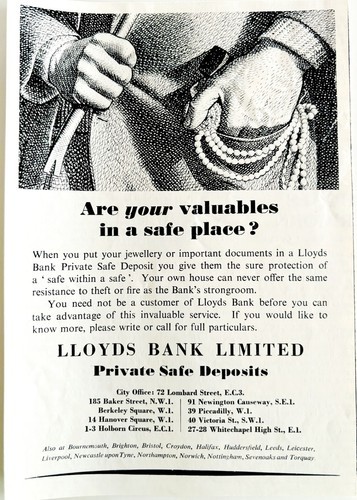 Are your valuables
in a safe place?
When you put your jewellery or important documents in a Lloyds
Bank Private Safe Deposit you give them the sure protection of
a ‘ safe within a safe ’. Your own house can never offer the same
resistance to theft or fire as the Bank's strongroom.
You need not be a customer of Lloyds Bank before you can
take advantage of this invaluable service. If you would like to
know more, please write or call for full particulars.
LLOYDS BANK LIMITED
Private Safe Deposits
City Office: 72 Lombard Street, E.C.3.
185 Baker Street, N.W.1. | 91 Newington Causeway, S.E.1
Berkeley Square, W.1. | 39 Piccadilly, W.1.
14 Hanover Square, W.1. | 40 Victoria St., S.W.1.
1-3 Holborn Circus, E.C.1. | 27-28 Whitechapel High St., E.1.
Also at Bournemouth, Brighton, Bristol, Croydon, Halifax, Huddersfield, Leeds, Leicester,
Liverpool, Newcastle upon Tyne, Northampton, Norwich, Nottingham, Sevenoaks and Torquay